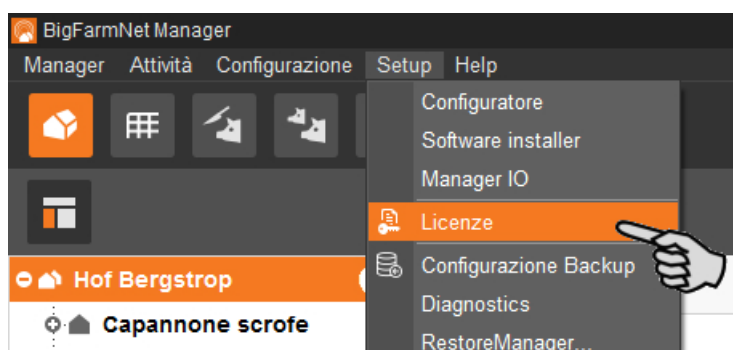 BigFarmNet Manager
Manager Attività Configurazione Setup Help
Configuratore
Software installer
Manager IO
Licenze
Configurazione Backup
Diagnostics
RestoreManager...
Hof Bergstrop
Capannone scrofe